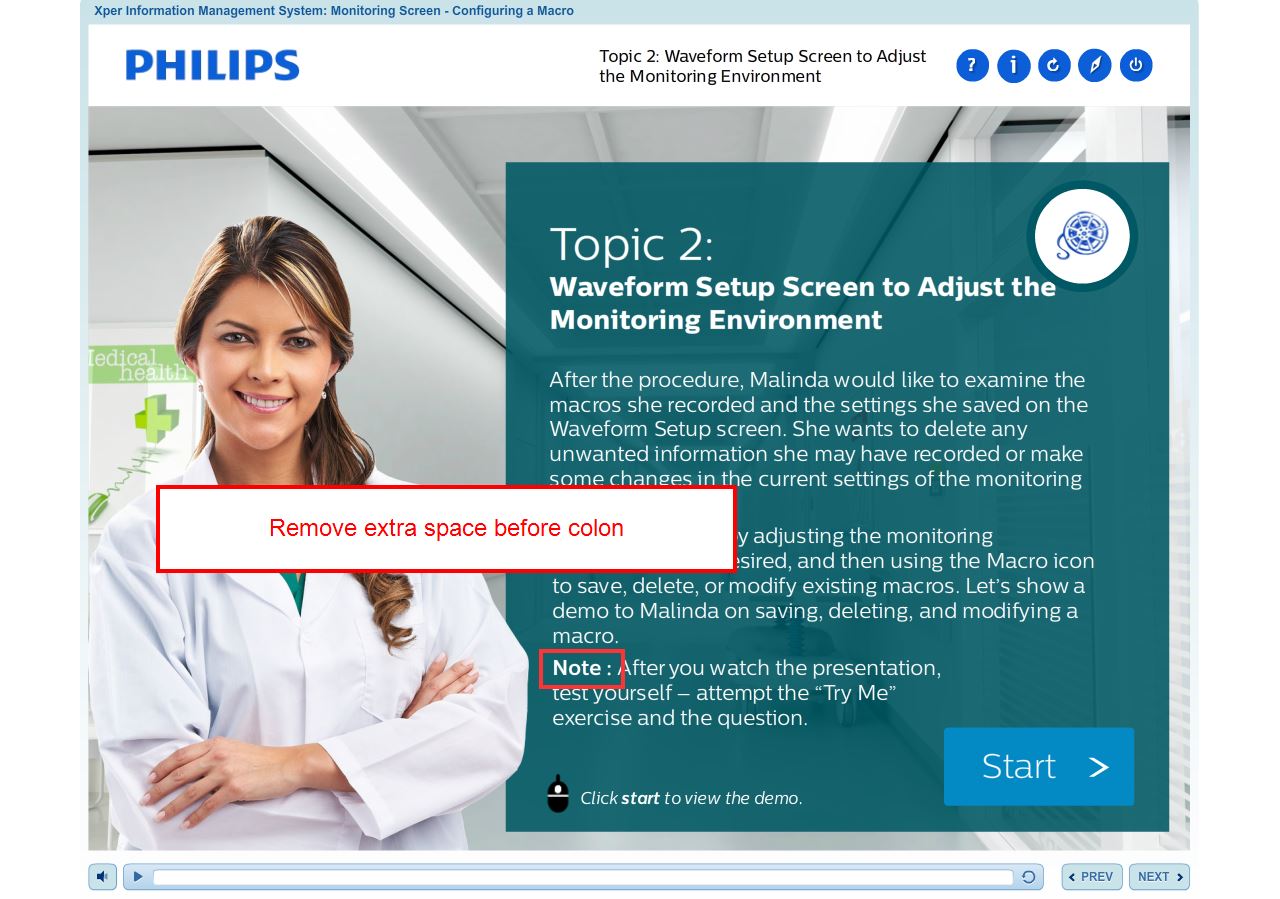 Xper Information Management System: Monitoring Screen - Configuring a Macro
PHILIPS
Topic 2: Waveform Setup Screen to Adjust
the Monitoring Environment
?
i
Topic 2:
Waveform Setup Screen to Adjust the
Monitoring Environment
Medical
health
After the procedure, Malinda would like to examine the
macros she recorded and the settings she saved on the
Waveform Setup screen. She wants to delete any
unwanted information she may have recorded or make
some changes in the current settings of the monitoring
Remove extra space before colon
y adjusting the monitoring
esired, and then using the Macro icon
to save, delete, or modify existing macros. Let’s show a
demo to Malinda on saving, deleting, and modifying a
macro.
Note : After you watch the presentation,
test yourself – attempt the “Try Me”
exercise and the question.
Start >
Click start to view the demo.
PREV
NEXT